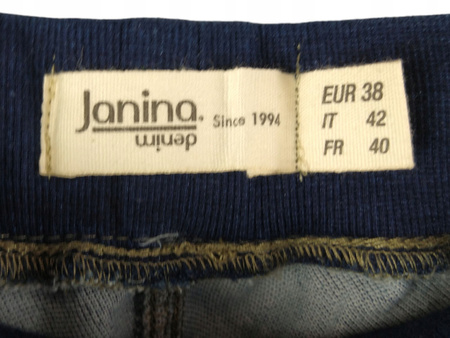 Janina.
denim
Since 1994
EUR 38
IT 42
FR 40